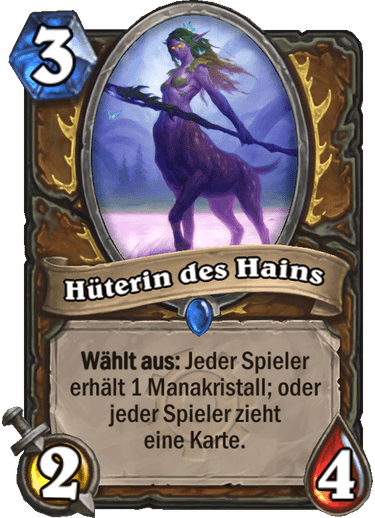 3
Hüterin des Hains
Wählt aus: Jeder Spieler
erhält 1 Manakristall; oder
jeder Spieler zieht
eine Karte.
2
4